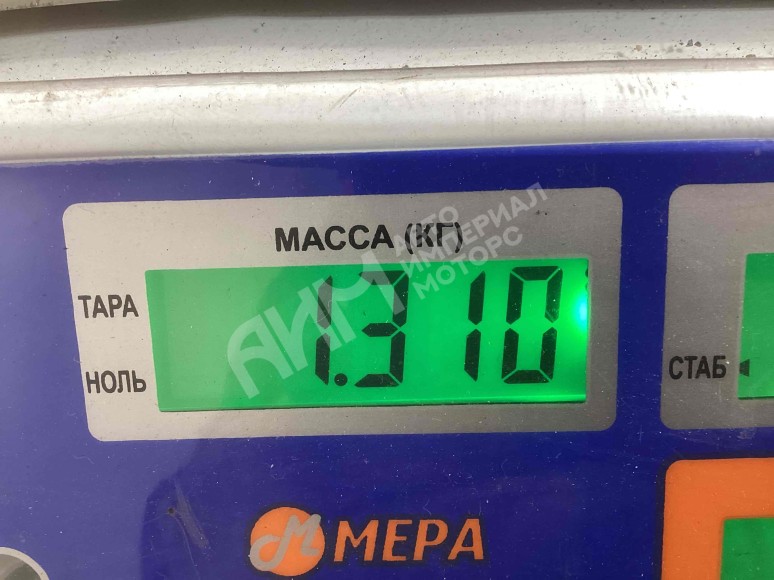 МАССА (КГ)
АИМ АВТО
ИМПЕРИАЛ
МОТОРС
ТАРА
1.310
НОЛЬ
СТАБ
М МЕРА